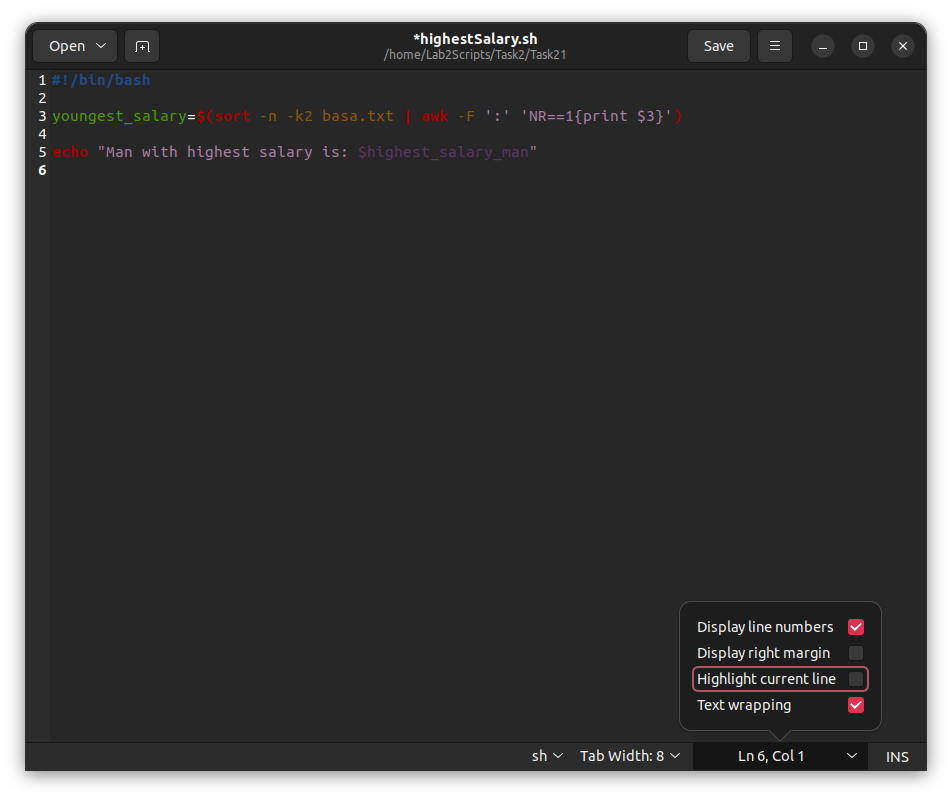 Open
*highestSalary.sh
/home/Lab2Scripts/Task2/Task21
Save
1 #!/bin/bash
2
3 youngest_salary=$(sort -n -k2 basa.txt | awk -F ':' 'NR==1{print $3}')
4
5 echo "Man with highest salary is: $highest_salary_man"
6
Display line numbers
Display right margin
Highlight current line
Text wrapping
sh Tab Width: 8 Ln 6, Col 1 INS